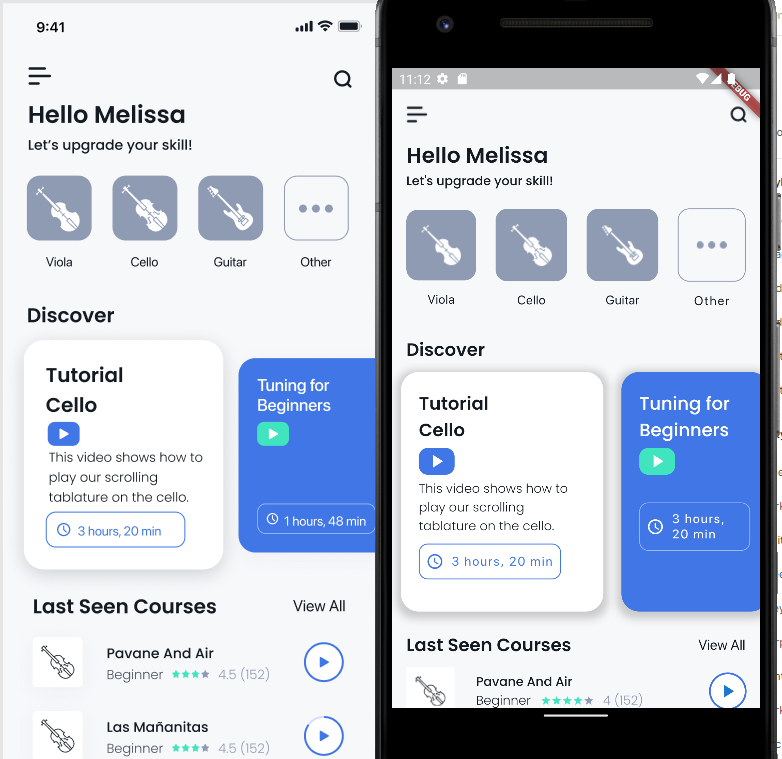 9:41
Hello Melissa
Let's upgrade your skill!
Viola
Cello
Guitar
Other
Discover
Tutorial
Cello
This video shows how to
play our scrolling
tablature on the cello.
3 hours, 20 min
Tuning for
Beginners
1 hours, 48 min
Last Seen Courses
View All
Pavane And Air
Beginner
4.5 (152)
Las Mañanitas
Beginner
4.5 (152)
11:12
Hello Melissa
Let's upgrade your skill!
Viola
Cello
Guitar
Other
Discover
Tutorial
Cello
This video shows how to
play our scrolling
tablature on the cello.
3 hours, 20 min
Tuning for
Beginners
3 hours,
20 min
Last Seen Courses
View All
Pavane And Air
Beginner
4 (152)